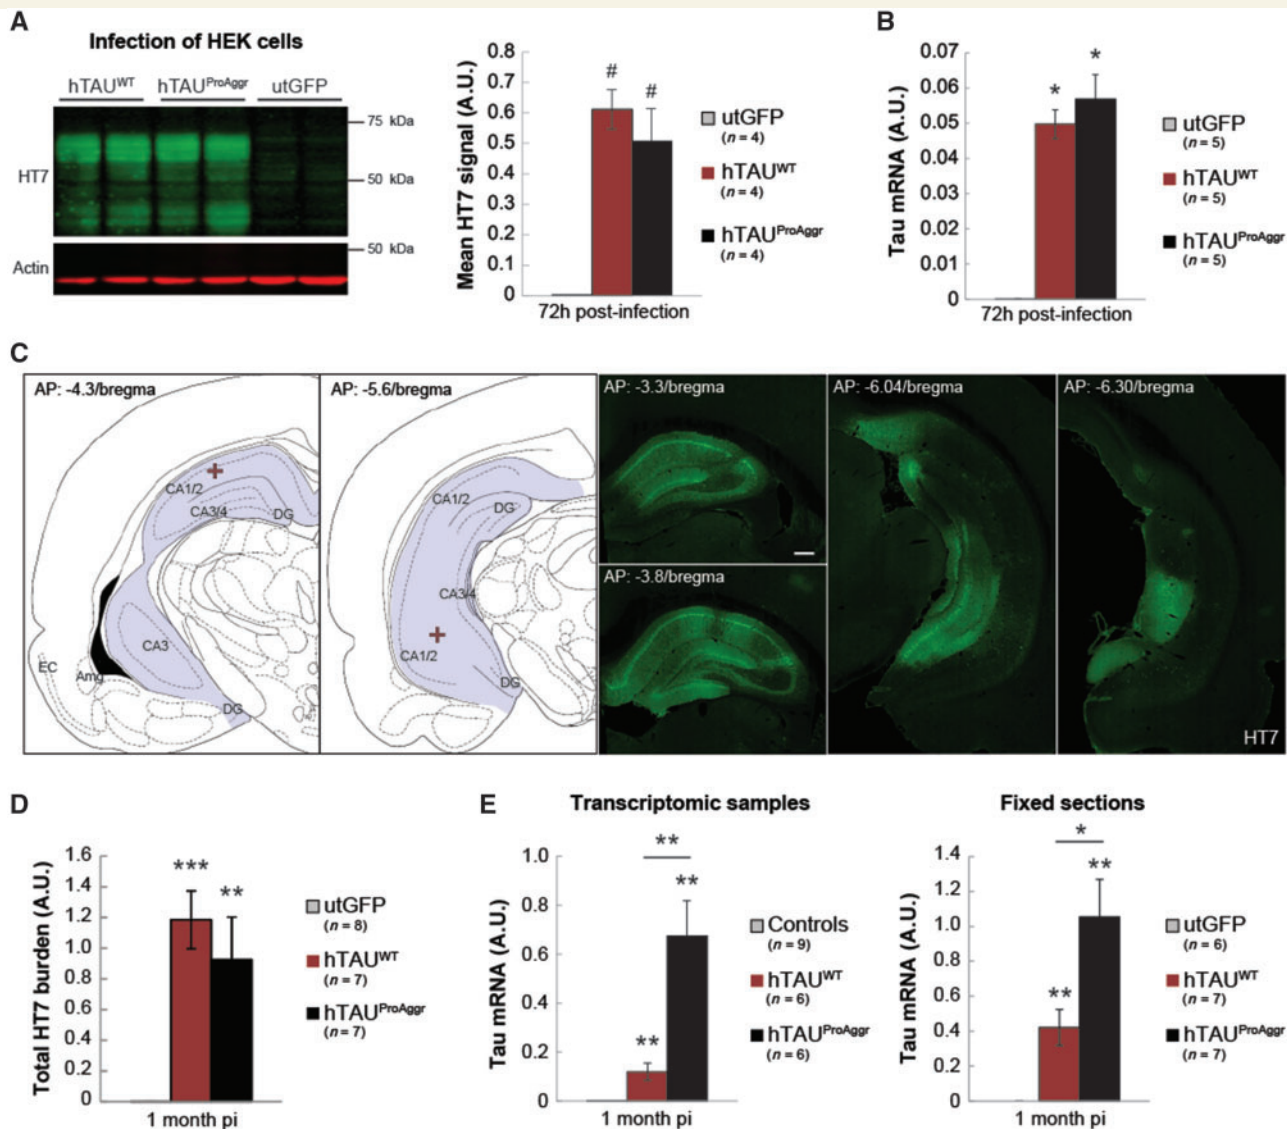 A
Infection of HEK cells
hTAU^WT hTAU^ProAggr utGFP
75 kDa
HT7
50 kDa
50 kDa
Actin
Mean HT7 signal (A.U.)
0.8
0.7
0.6
0.5
0.4
0.3
0.2
0.1
0
# #
72h post-infection
utGFP
(n = 4)
hTAU^WT
(n = 4)
hTAU^ProAggr
(n = 4)
B
Tau mRNA (A.U.)
0.07
0.06
0.05
0.04
0.03
0.02
0.01
0
* *
72h post-infection
utGFP
(n = 5)
hTAU^WT
(n = 5)
hTAU^ProAggr
(n = 5)
C
AP: -4.3/bregma
CA1/2
CA3/4
DG
CA3
EC
Amg
DG
AP: -5.6/bregma
CA1/2
DG
CA3/4
CA1/2
DG
AP: -3.3/bregma
AP: -3.8/bregma
AP: -6.04/bregma
AP: -6.30/bregma
HT7
D
Total HT7 burden (A.U.)
1.6
1.4
1.2
1.0
0.8
0.6
0.4
0.2
0
*** **
1 month pi
utGFP
(n = 8)
hTAU^WT
(n = 7)
hTAU^ProAggr
(n = 7)
E
Transcriptomic samples
Tau mRNA (A.U.)
1.0
0.8
0.6
0.4
0.2
0
**
**
**
1 month pi
Controls
(n = 9)
hTAU^WT
(n = 6)
hTAU^ProAggr
(n = 6)
Fixed sections
Tau mRNA (A.U.)
1.4
1.2
1.0
0.8
0.6
0.4
0.2
0
*
**
**
1 month pi
utGFP
(n = 6)
hTAU^WT
(n = 7)
hTAU^ProAggr
(n = 7)